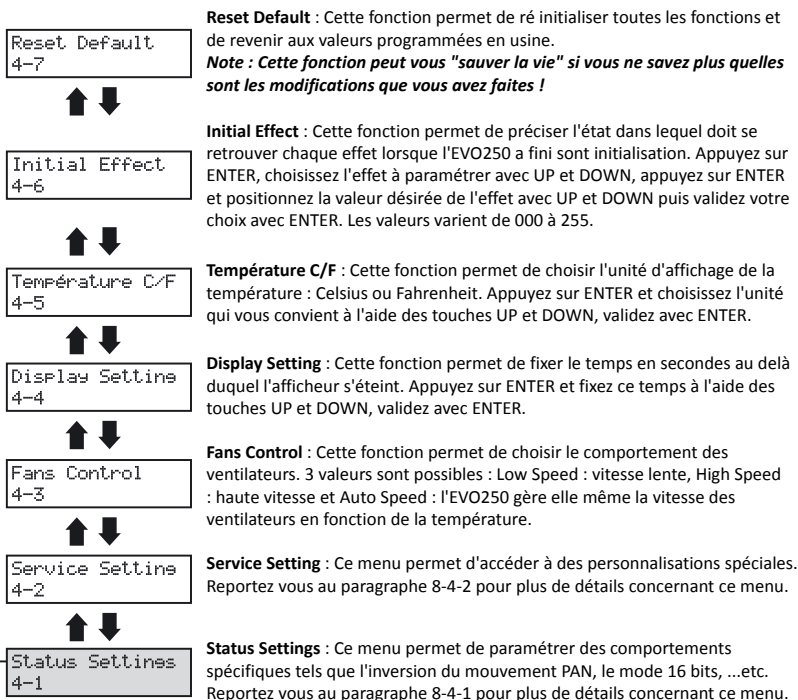 Reset Default
4-7
Reset Default : Cette fonction permet de ré initialiser toutes les fonctions et
de revenir aux valeurs programmées en usine.
Note : Cette fonction peut vous "sauver la vie" si vous ne savez plus quelles
sont les modifications que vous avez faites !
Initial Effect
4-6
Initial Effect : Cette fonction permet de préciser l'état dans lequel doit se
retrouver chaque effet lorsque l'EVO250 a fini sont initialisation. Appuyez sur
ENTER, choisissez l'effet à paramétrer avec UP et DOWN, appuyez sur ENTER
et positionnez la valeur désirée de l'effet avec UP et DOWN puis validez votre
choix avec ENTER. Les valeurs varient de 000 à 255.
Température C/F
4-5
Température C/F : Cette fonction permet de choisir l'unité d'affichage de la
température : Celsius ou Fahrenheit. Appuyez sur ENTER et choisissez l'unité
qui vous convient à l'aide des touches UP et DOWN, validez avec ENTER.
Display Setting
4-4
Display Setting : Cette fonction permet de fixer le temps en secondes au delà
duquel l'afficheur s'éteint. Appuyez sur ENTER et fixez ce temps à l'aide des
touches UP et DOWN, validez avec ENTER.
Fans Control
4-3
Fans Control : Cette fonction permet de choisir le comportement des
ventilateurs. 3 valeurs sont possibles : Low Speed : vitesse lente, High Speed
: haute vitesse et Auto Speed : l'EVO250 gère elle même la vitesse des
ventilateurs en fonction de la température.
Service Setting
4-2
Service Setting : Ce menu permet d'accéder à des personnalisations spéciales.
Reportez vous au paragraphe 8-4-2 pour plus de détails concernant ce menu.
Status Settings
4-1
Status Settings : Ce menu permet de paramétrer des comportements
spécifiques tels que l'inversion du mouvement PAN, le mode 16 bits, ...etc.
Reportez vous au paragraphe 8-4-1 pour plus de détails concernant ce menu.